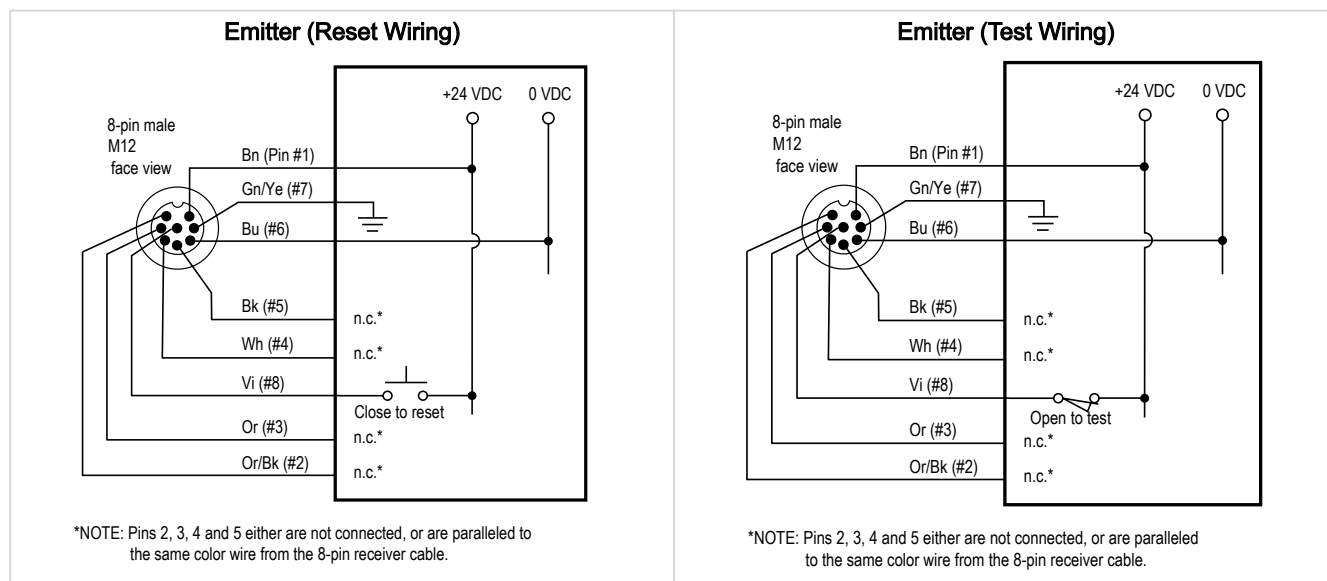 Emitter (Reset Wiring)
+24 VDC
0 VDC
8-pin male
M12
face view
Bn (Pin #1)
Gn/Ye (#7)
Bu (#6)
Bk (#5)
n.c.*
Wh (#4)
n.c.*
Vi (#8)
Close to reset
Or (#3)
n.c.*
Or/Bk (#2)
n.c.*
*NOTE: Pins 2, 3, 4 and 5 either are not connected, or are paralleled to
the same color wire from the 8-pin receiver cable.
Emitter (Test Wiring)
+24 VDC
0 VDC
8-pin male
M12
face view
Bn (Pin #1)
Gn/Ye (#7)
Bu (#6)
Bk (#5)
n.c.*
Wh (#4)
n.c.*
Vi (#8)
Open to test
Or (#3)
n.c.*
Or/Bk (#2)
n.c.*
*NOTE: Pins 2, 3, 4 and 5 either are not connected, or are paralleled
to the same color wire from the 8-pin receiver cable.